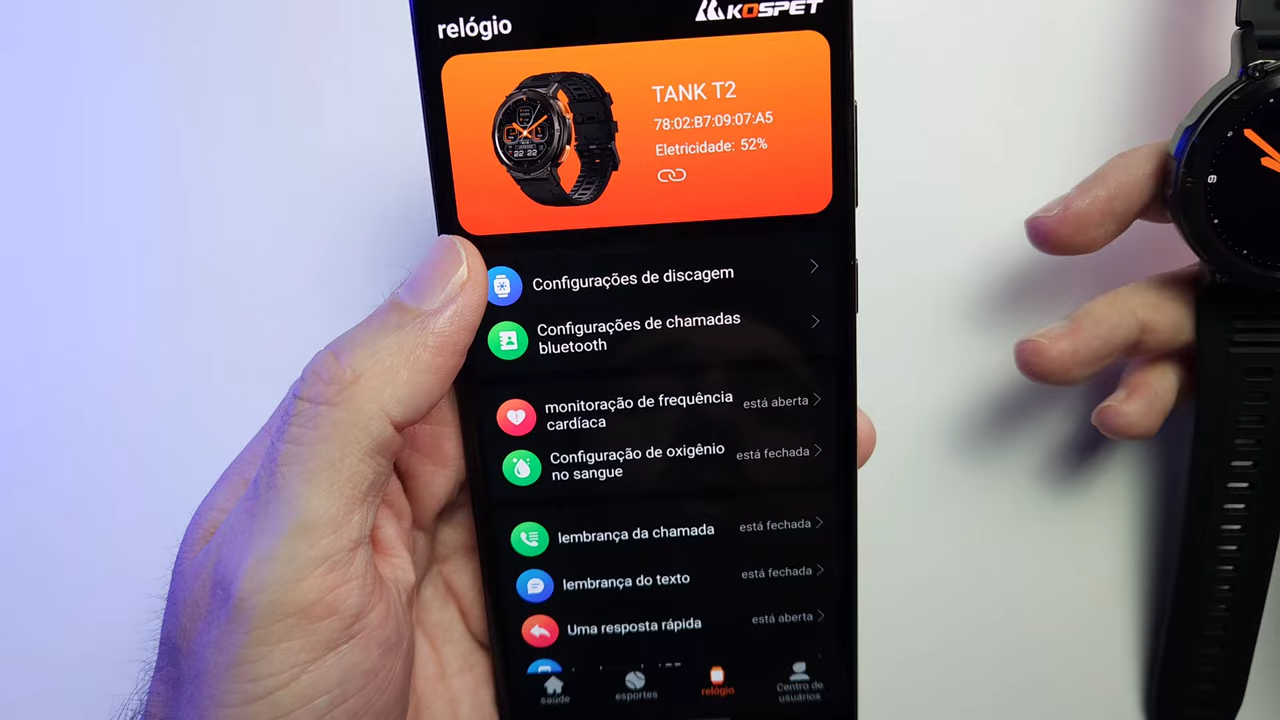 relógio
KOSPET
TANK T2
78:02:B7:09:07:A5
Eletricidade: 52%
22:22
Configurações de discagem
Configurações de chamadas
bluetooth
monitoração de frequência
cardíaca
está aberta
Configuração de oxigênio
no sangue
está fechada
lembrança da chamada
está fechada
lembrança do texto
está fechada
Uma resposta rápida
está aberta
saúde
esportes
relógio
Centro de
usuários